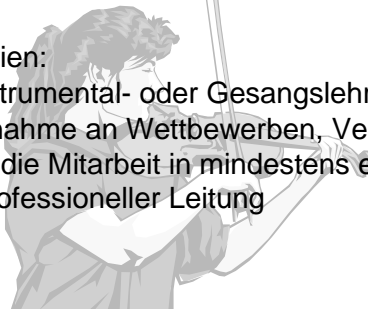 ien:
trumental- oder Gesangslehr
nahme an Wettbewerben, Ve
die Mitarbeit in mindestens e
ofessioneller Leitung